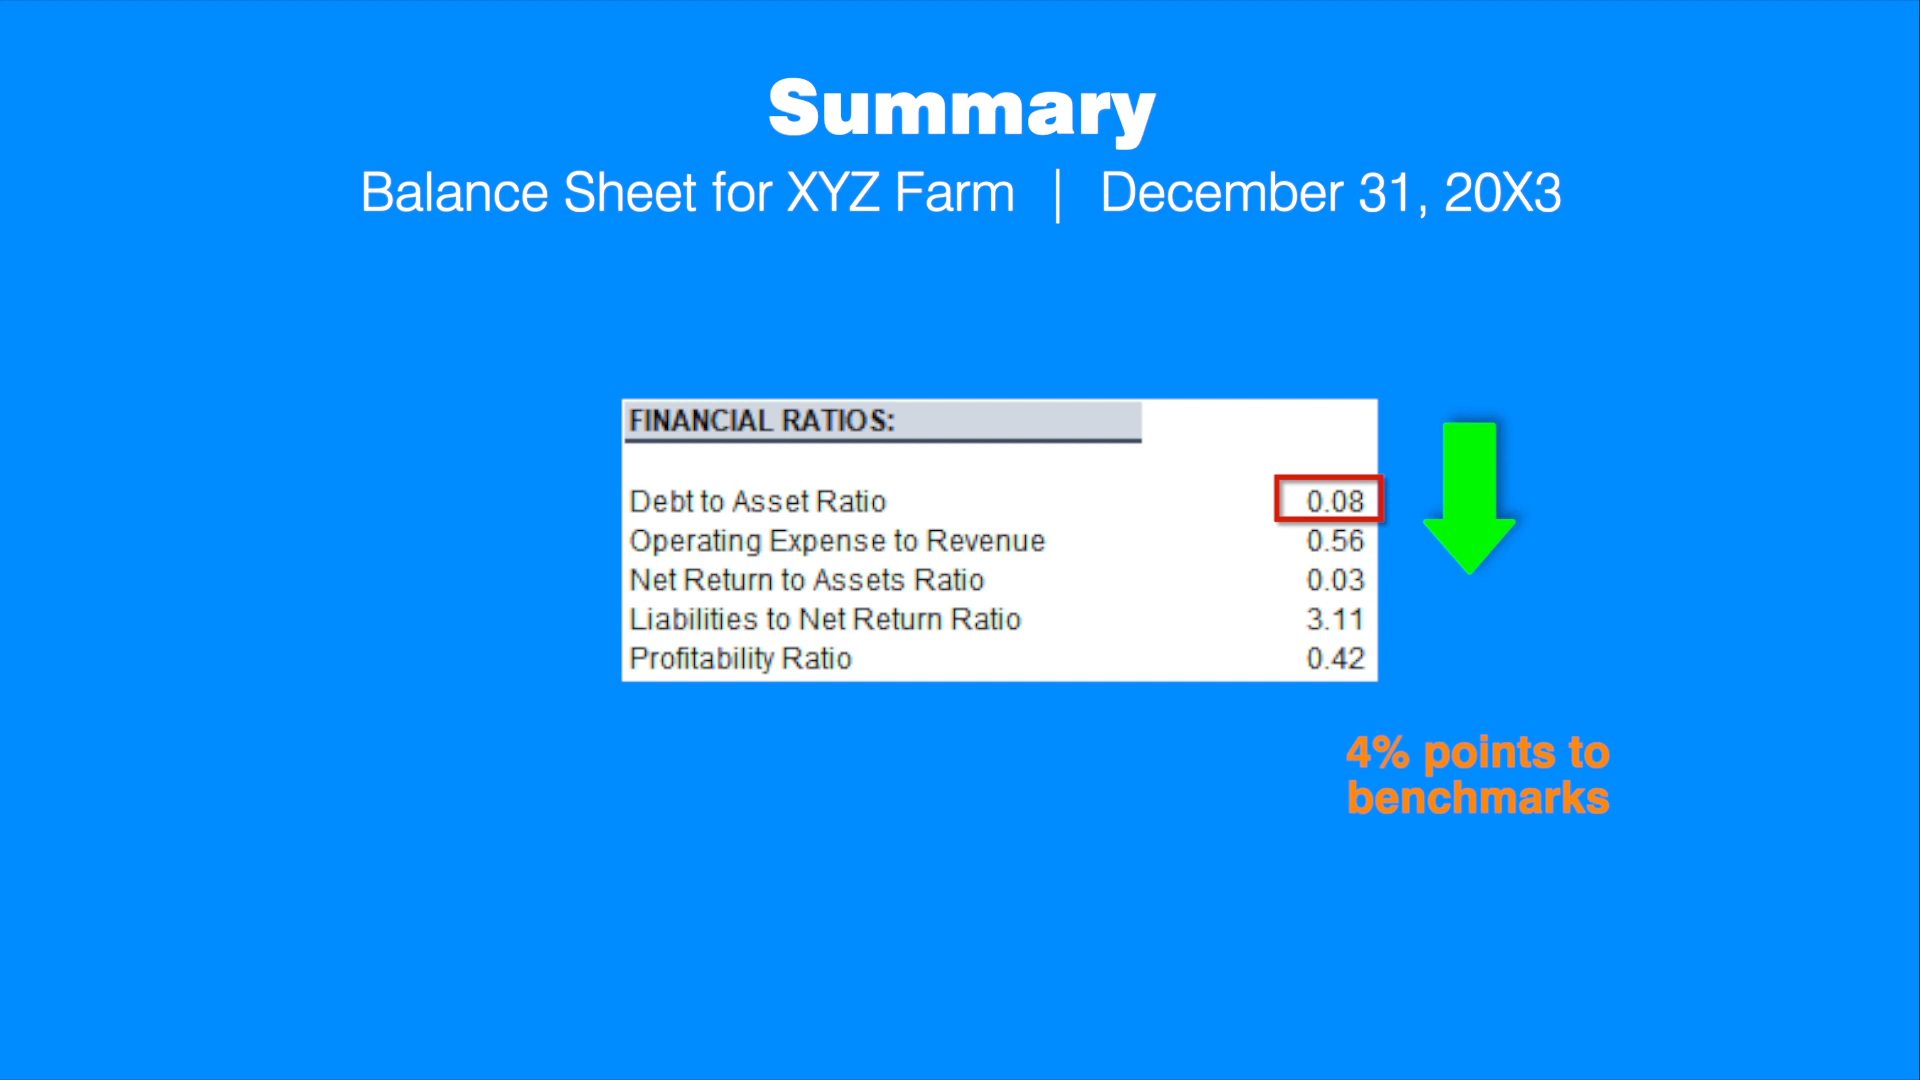 Summary
Balance Sheet for XYZ Farm | December 31, 20X3
FINANCIAL RATIOS:
Debt to Asset Ratio 0.08
Operating Expense to Revenue 0.56
Net Return to Assets Ratio 0.03
Liabilities to Net Return Ratio 3.11
Profitability Ratio 0.42
4% points to
benchmarks